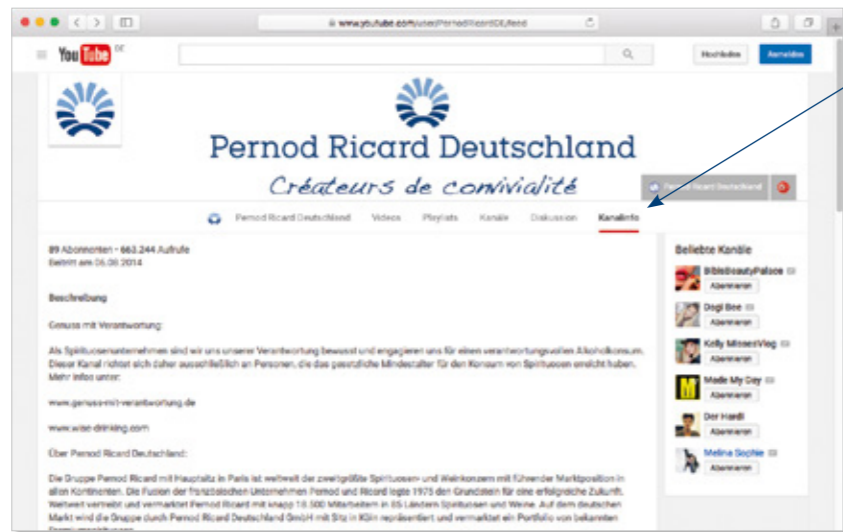 www.youtube.com/user/PernodRicardDE/feed
YouTube DE
Hochladen
Anmelden
Pernod Ricard Deutschland
Créateurs de convivialité
Pernod Ricard Deutschland
Pernod Ricard Deutschland Videos Playlists Kanäle Diskussion Kanalinfo
89 Abonnenten • 663.244 Aufrufe
Beitritt am 06.08.2014
Beschreibung
Genuss mit Verantwortung:
Als Spirituosenunternehmen sind wir uns unserer Verantwortung bewusst und engagieren uns für einen verantwortungsvollen Alkoholkonsum.
Dieser Kanal richtet sich daher ausschließlich an Personen, die das gesetzliche Mindestalter für den Konsum von Spirituosen erreicht haben.
Mehr Infos unter:
www.genuss-mit-verantwortung.de
www.wise-drinking.com
Über Pernod Ricard Deutschland:
Die Gruppe Pernod Ricard mit Hauptsitz in Paris ist weltweit der zweitgrößte Spirituosen- und Weinkonzern mit führender Marktposition in
allen Kontinenten. Die Fusion der französischen Unternehmen Pernod und Ricard legte 1975 den Grundstein für eine erfolgreiche Zukunft.
Weltweit vertreibt und vermarktet Pernod Ricard mit knapp 18.500 Mitarbeitern in 85 Ländern Spirituosen und Weine. Auf dem deutschen
Markt wird die Gruppe durch Pernod Ricard Deutschland GmbH mit Sitz in Köln repräsentiert und vermarktet ein Portfolio von bekannten
Beliebte Kanäle
BibisBeautyPalace
Abonnieren
Dagi Bee
Abonnieren
Kelly MissesVlog
Abonnieren
Made My Day
Abonnieren
Der Hardi
Abonnieren
Melina Sophie
Abonnieren